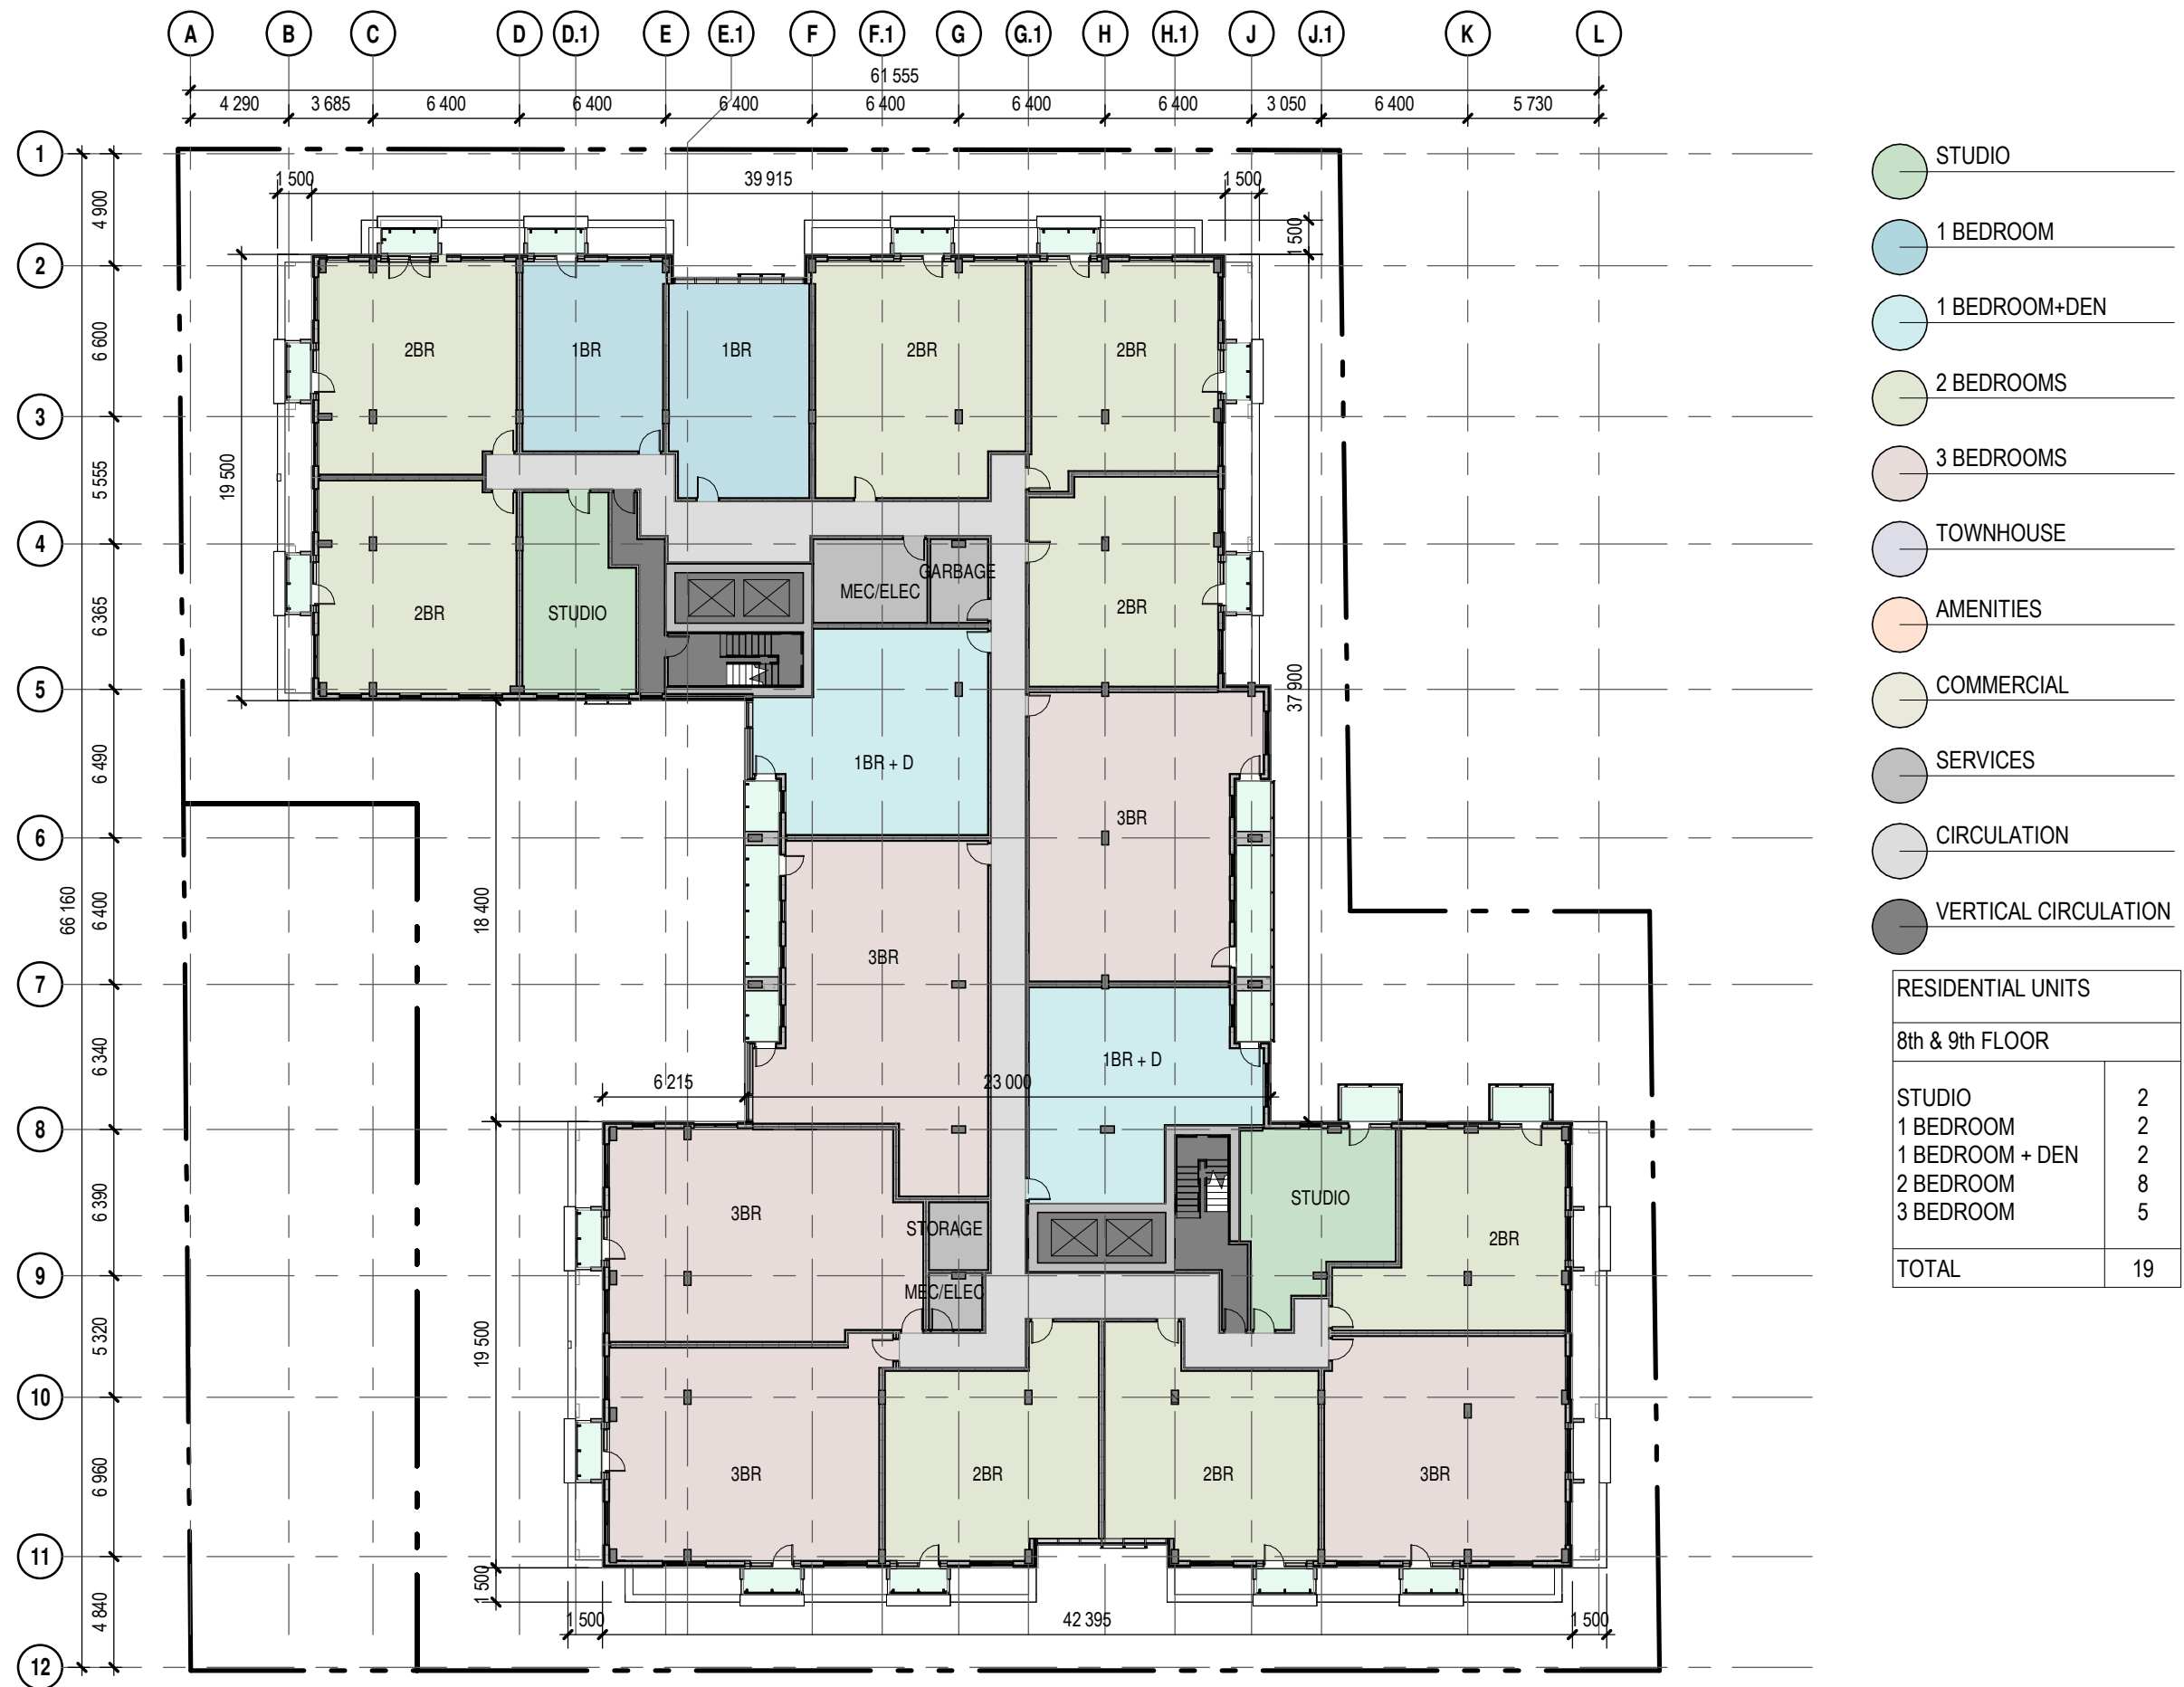 A B C D D.1 E E.1 F F.1 G G.1 H H.1 J J.1 K L
61 555
4 290 3 685 6 400 6 400 6 400 6 400 6 400 6 400 3 050 6 400 5 730
1
1 500 39 915 1 500
4 900
1 500
2
6 600
2BR 1BR 1BR 2BR 2BR
3
5 555
19 500
4
GARBAGE
MEC/ELEC
6 365
2BR STUDIO 2BR
5
37 900
6 490
1BR + D
3BR
6
66 160
6 400
18 400
3BR
7
6 340
1BR + D
6 215 23 000
8
6 390
3BR STORAGE STUDIO 2BR
9
MEC/ELEC
5 320
19 500
10
6 960
3BR 2BR 2BR 3BR
11
1 500
4 840
1 500 42 395 1 500
12
STUDIO
1 BEDROOM
1 BEDROOM+DEN
2 BEDROOMS
3 BEDROOMS
TOWNHOUSE
AMENITIES
COMMERCIAL
SERVICES
CIRCULATION
VERTICAL CIRCULATION
RESIDENTIAL UNITS
8th & 9th FLOOR
STUDIO 2
1 BEDROOM 2
1 BEDROOM + DEN 2
2 BEDROOM 8
3 BEDROOM 5
TOTAL 19